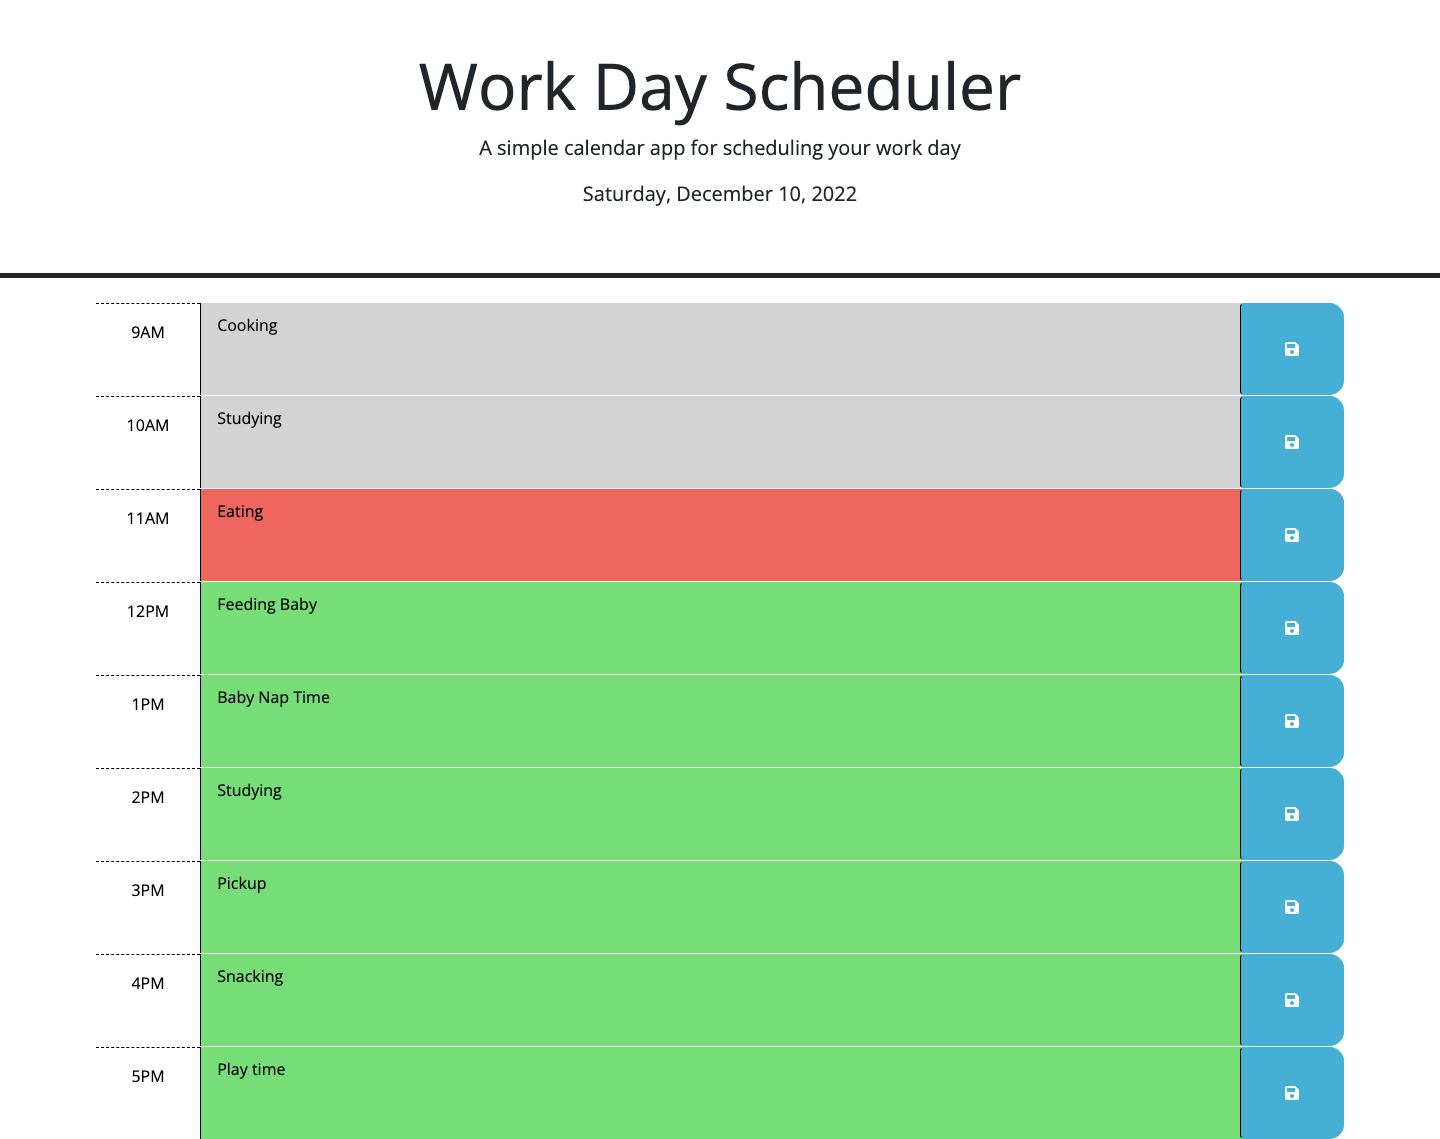 Work Day Scheduler
A simple calendar app for scheduling your work day
Saturday, December 10, 2022
9AM Cooking
10AM Studying
11AM Eating
12PM Feeding Baby
1PM Baby Nap Time
2PM Studying
3PM Pickup
4PM Snacking
5PM Play time